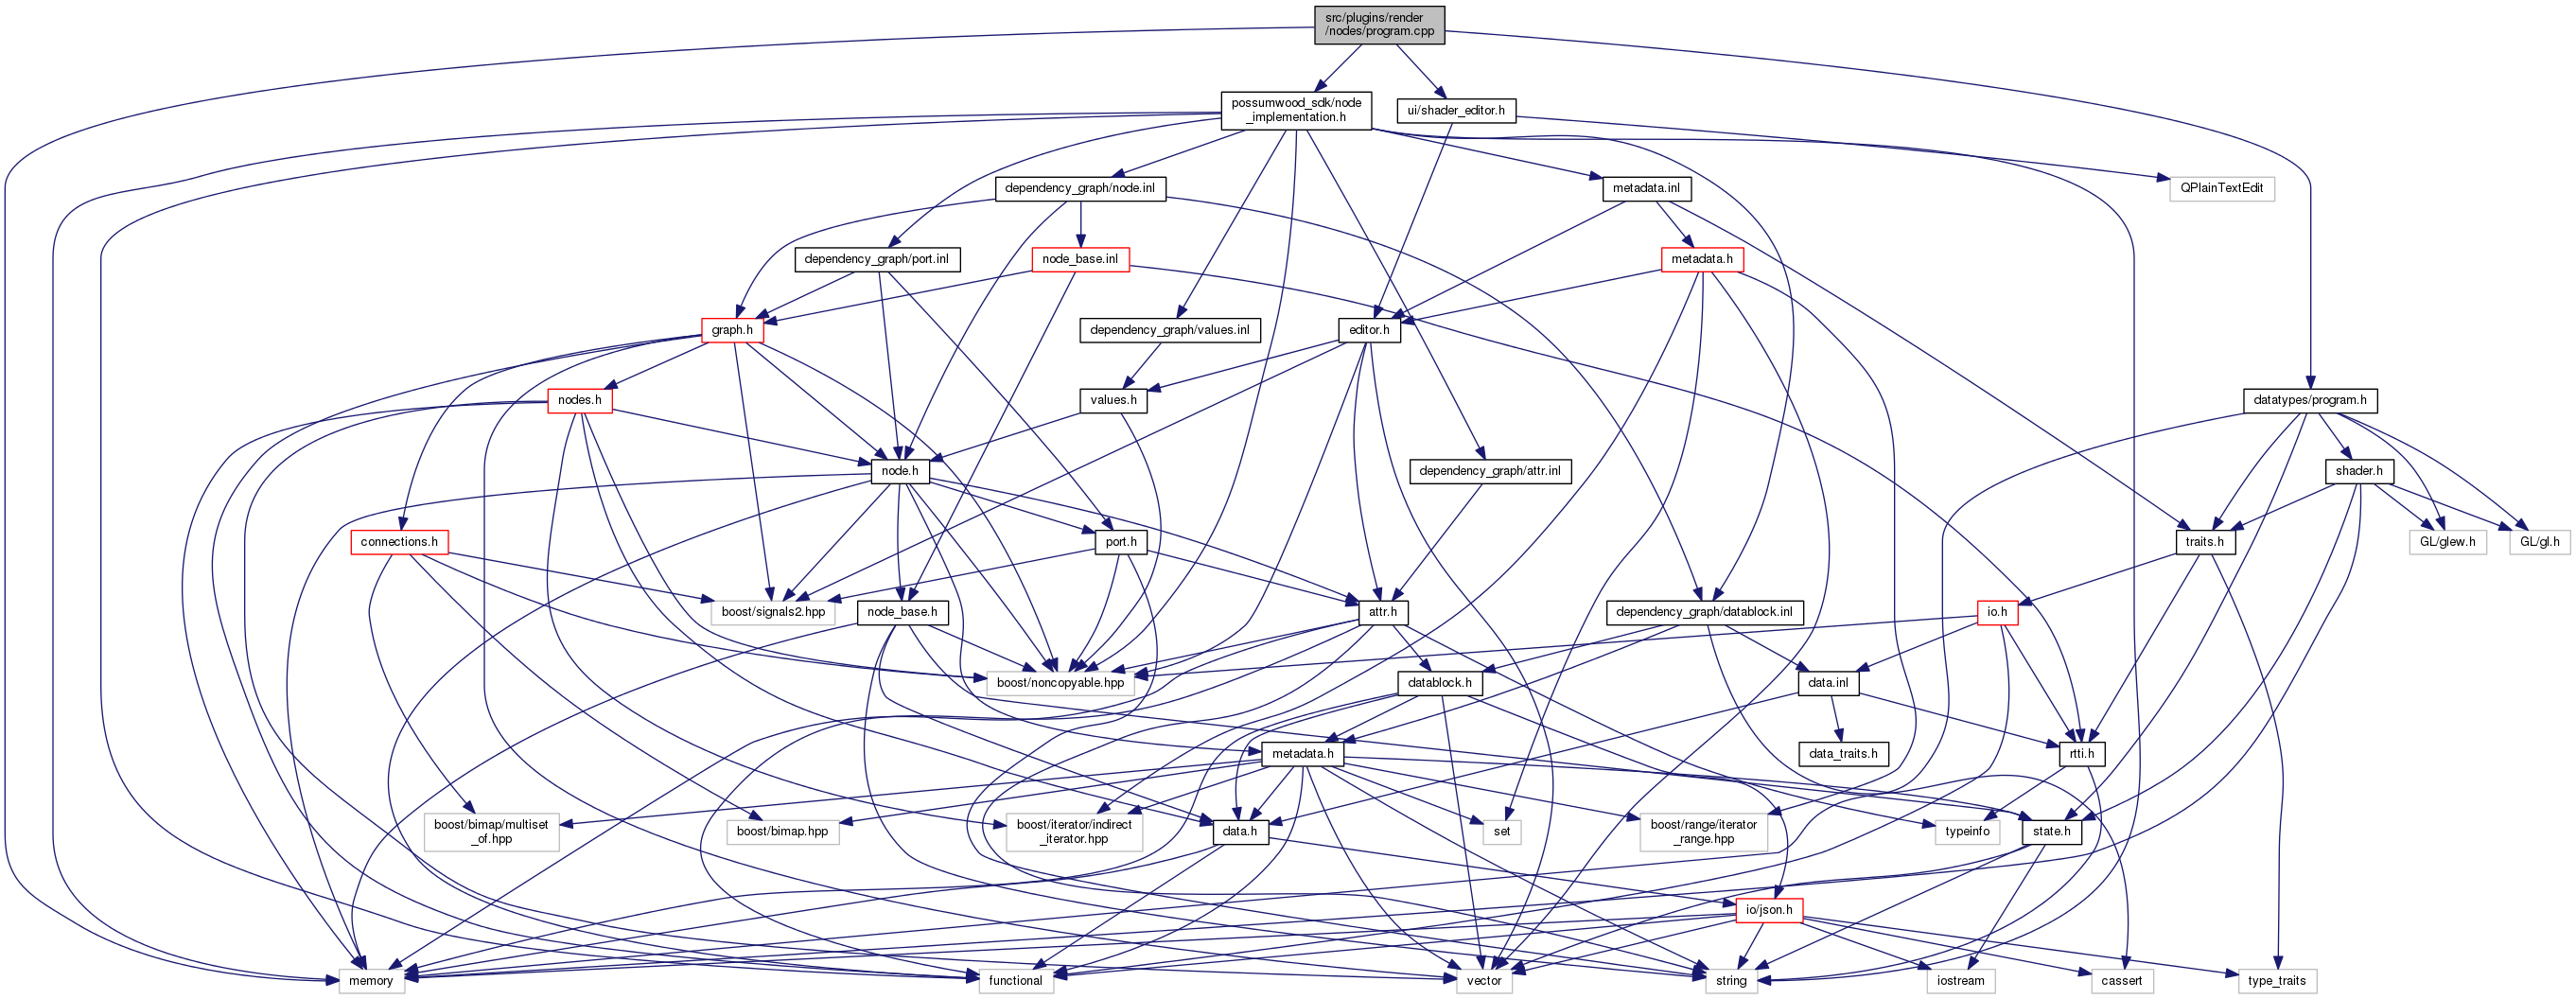 src/plugins/render
/nodes/program.cpp
possumwood_sdk/node
_implementation.h
ui/shader_editor.h
dependency_graph/node.inl
metadata.inl
QPlainTextEdit
dependency_graph/port.inl
node_base.inl
metadata.h
graph.h
dependency_graph/values.inl
editor.h
nodes.h
values.h
datatypes/program.h
node.h
dependency_graph/attr.inl
shader.h
connections.h
port.h
traits.h
GL/glew.h
GL/gl.h
boost/signals2.hpp
node_base.h
attr.h
dependency_graph/datablock.inl
io.h
boost/noncopyable.hpp
datablock.h
data.inl
metadata.h
data_traits.h
rtti.h
boost/bimap/multiset
_of.hpp
boost/bimap.hpp
boost/iterator/indirect
_iterator.hpp
data.h
set
boost/range/iterator
_range.hpp
typeinfo
state.h
io/json.h
memory
functional
vector
string
iostream
cassert
type_traits